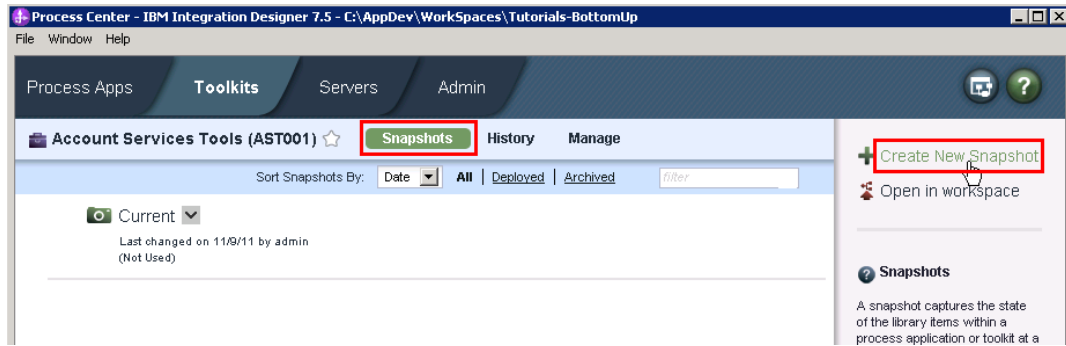 Process Center - IBM Integration Designer 7.5 - C:\AppDev\WorkSpaces\Tutorials-BottomUp
File Window Help
Process Apps Toolkits Servers Admin
Account Services Tools (AST001) Snapshots History Manage
Sort Snapshots By: Date All | Deployed | Archived filter
Current
Last changed on 11/9/11 by admin
(Not Used)
Create New Snapshot
Open in workspace
Snapshots
A snapshot captures the state
of the library items within a
process application or toolkit at a